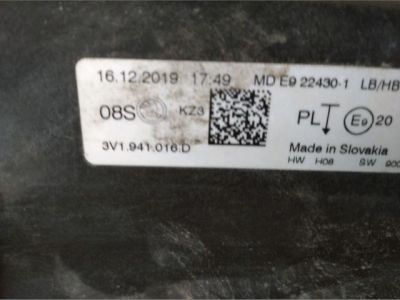 16.12.2019 17:49 MD E9 22430-1 LB/HB
08S KZ3 PL E9 20
3V1.941.016.D Made in Slovakia
HW H08 SW 900